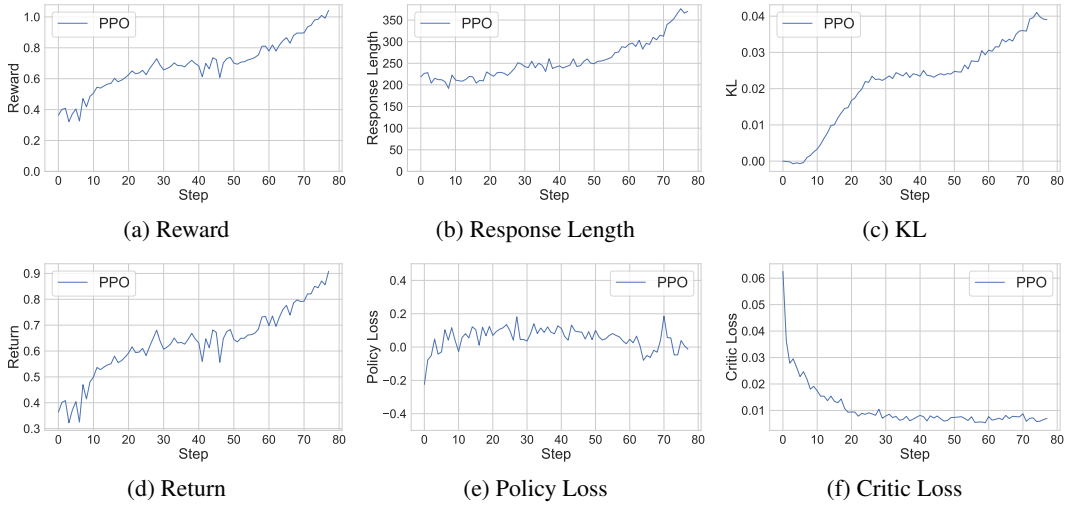 1.0
0.8
0.6
0.4
0.2
0.0
Reward
PPO
0 10 20 30 40 50 60 70 80
Step
(a) Reward
350
300
250
200
150
100
50
0
Response Length
PPO
0 10 20 30 40 50 60 70 80
Step
(b) Response Length
0.04
0.03
0.02
0.01
0.00
KL
PPO
0 10 20 30 40 50 60 70 80
Step
(c) KL
0.9
0.8
0.7
0.6
0.5
0.4
0.3
Return
PPO
0 10 20 30 40 50 60 70 80
Step
(d) Return
0.4
0.2
0.0
−0.2
−0.4
Policy Loss
PPO
0 10 20 30 40 50 60 70 80
Step
(e) Policy Loss
0.06
0.05
0.04
0.03
0.02
0.01
Critic Loss
PPO
0 10 20 30 40 50 60 70 80
Step
(f) Critic Loss